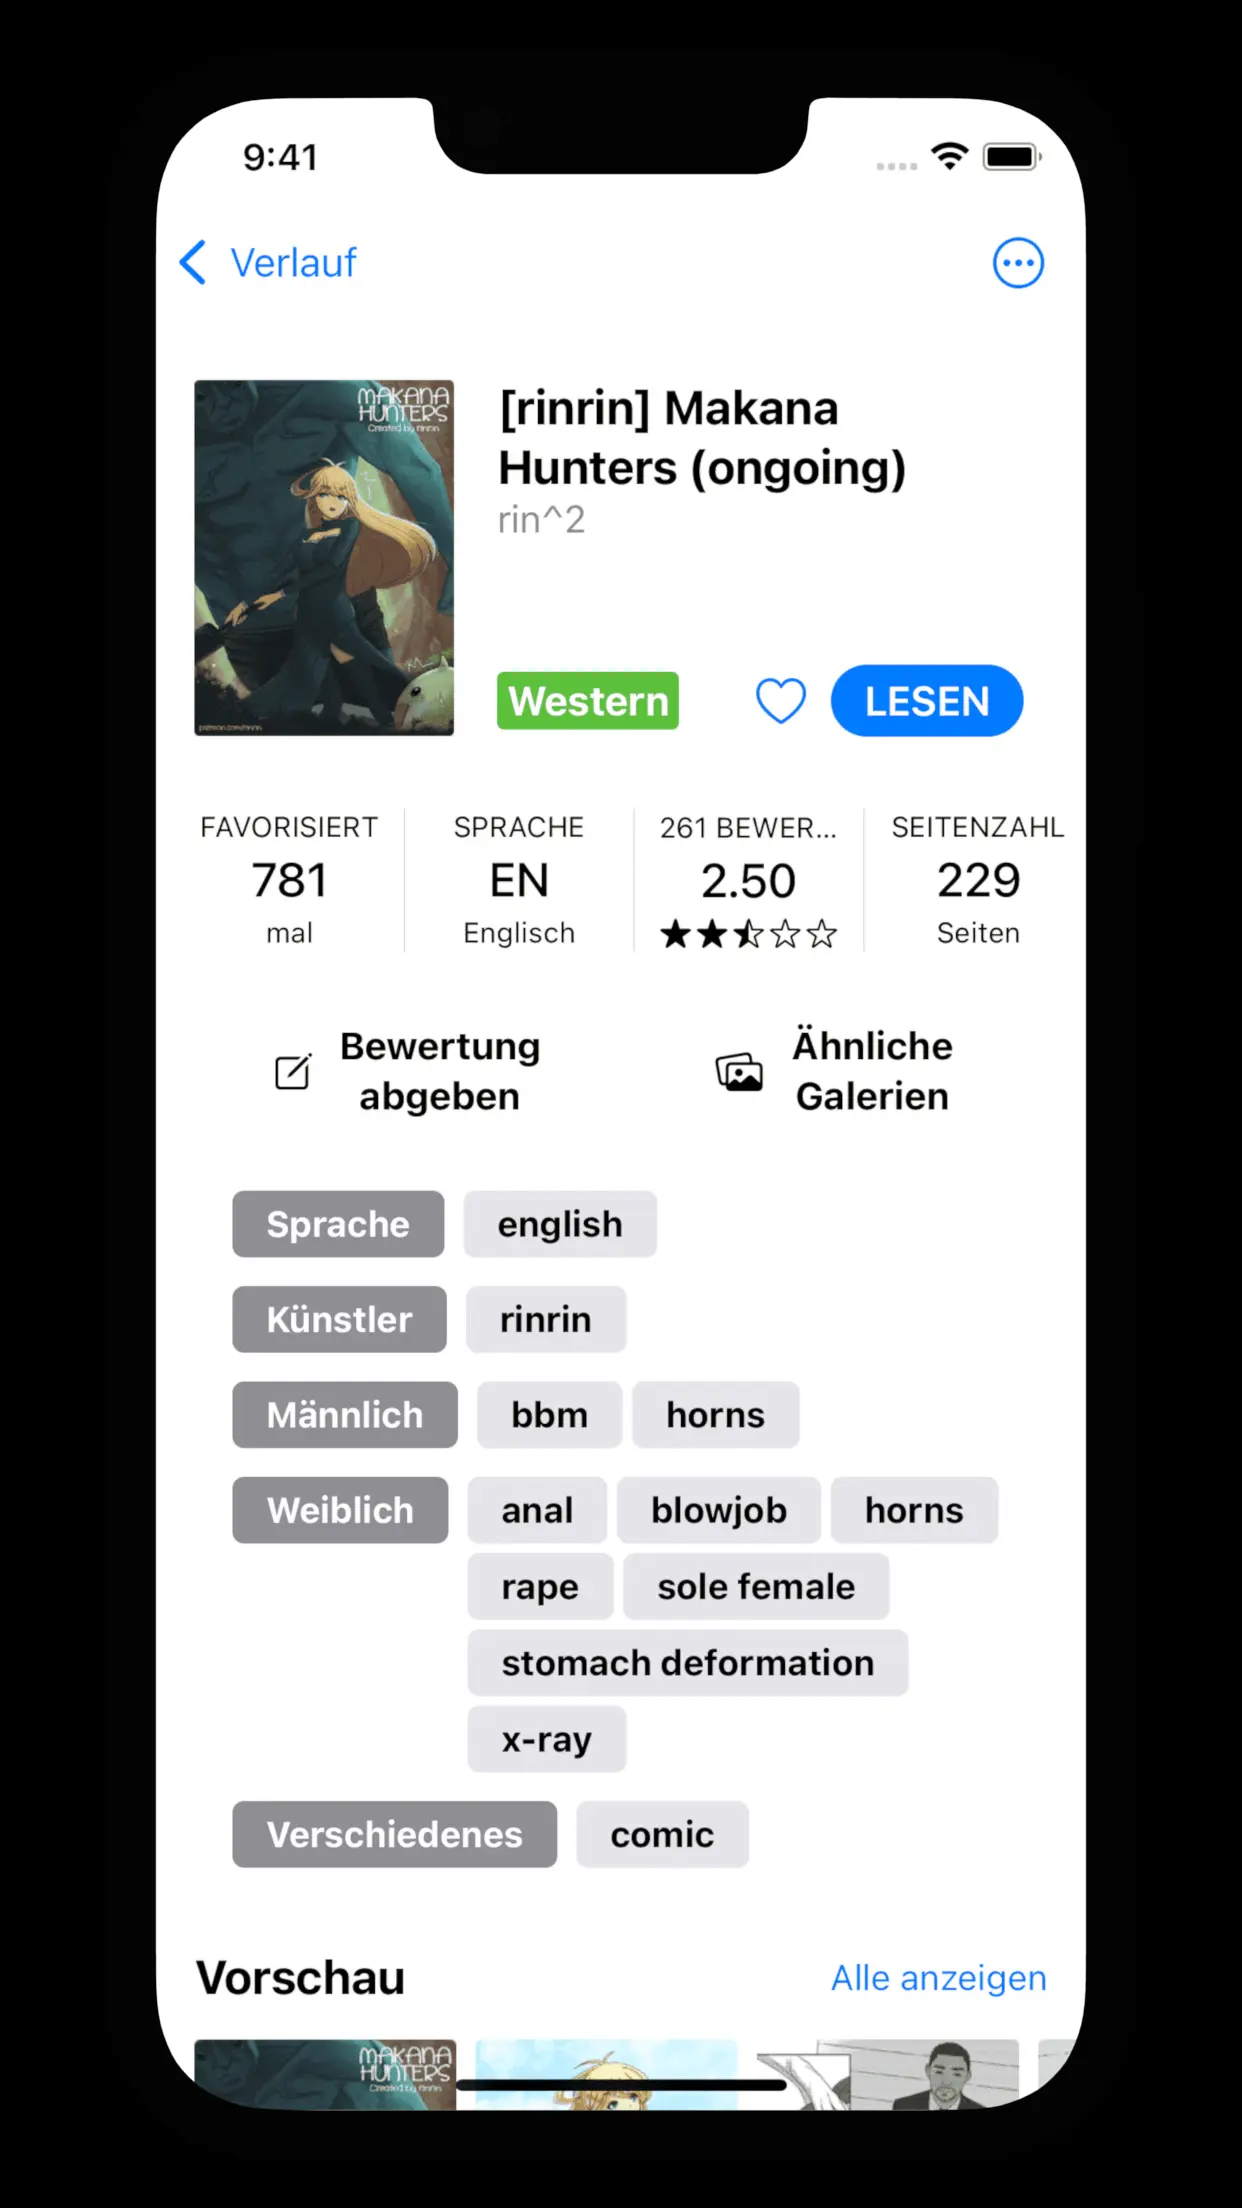 9:41
Verlauf
MAKANA
HUNTERS
Created by rinrin
patreon.com/rinrin
[rinrin] Makana
Hunters (ongoing)
rin^2
Western
LESEN
FAVORISIERT
781
mal
SPRACHE
EN
Englisch
261 BEWER...
2.50
SEITENZAHL
229
Seiten
Bewertung
abgeben
Ähnliche
Galerien
Sprache
english
Künstler
rinrin
Männlich
bbm
horns
Weiblich
anal
blowjob
horns
rape
sole female
stomach deformation
x-ray
Verschiedenes
comic
Vorschau
Alle anzeigen
MAKANA
HUNTERS
Created by rinrin